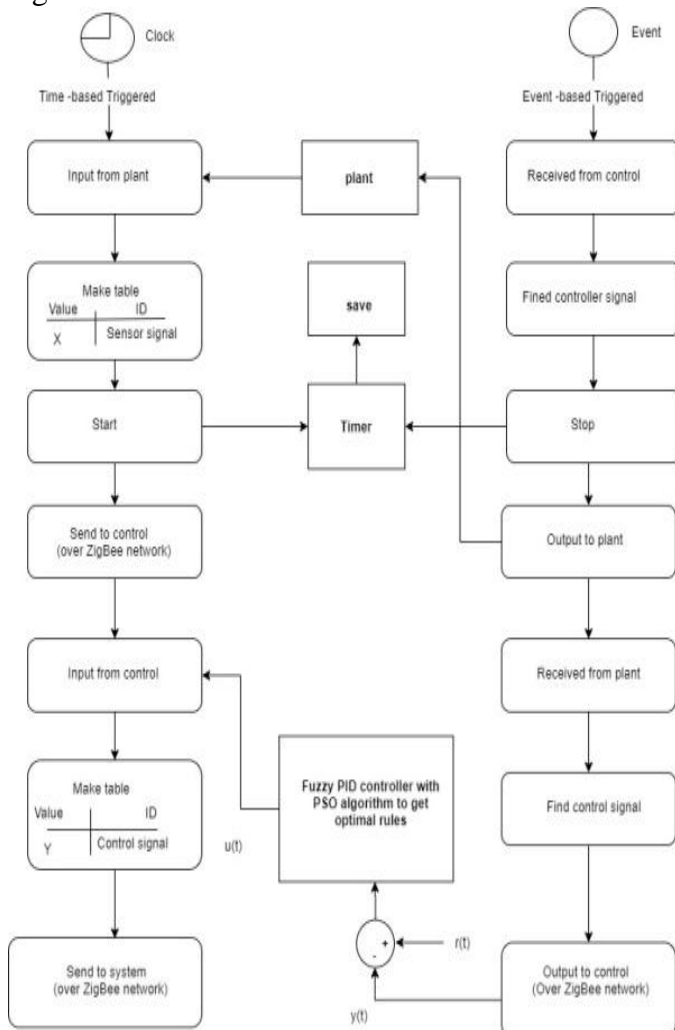 Clock
Event
Time -based Triggered
Event -based Triggered
Input from plant
plant
Received from control
Make table
Value ID
X Sensor signal
save
Fined controller signal
Start
Timer
Stop
Send to control
(over ZigBee network)
Output to plant
Input from control
Received from plant
Make table
Value ID
Y Control signal
u(t)
Fuzzy PID controller with
PSO algorithm to get
optimal rules
Find control signal
Send to system
(over ZigBee network)
+
-
r(t)
y(t)
Output to control
(Over ZigBee network)